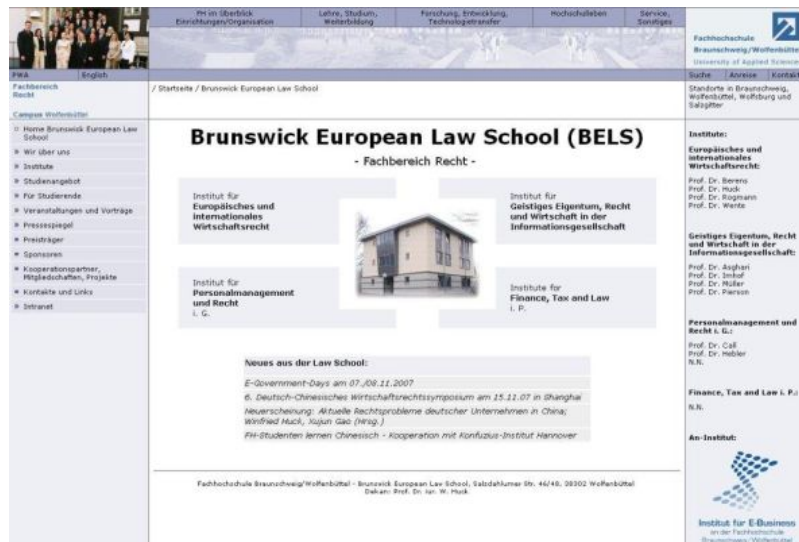 FH im Überblick
Einrichtungen/Organisation
Lehre, Studium,
Weiterbildung
Forschung, Entwicklung,
Technologietransfer
Hochschulleben
Service,
Sonstiges
Fachhochschule
Braunschweig/Wolfenbüttel
University of Applied Sciences
PWA
English
Suche
Anreise
Kontakt
Fachbereich
Recht
Campus Wolfenbüttel
/ Startseite / Brunswick European Law School
Standorte in Braunschweig,
Wolfenbüttel, Wolfsburg und
Salzgitter
Home Brunswick European Law
School
Wir über uns
Institute
Studienangebot
Für Studierende
Veranstaltungen und Vorträge
Pressespiegel
Preisträger
Sponsoren
Kooperationspartner,
Mitgliedschaften, Projekte
Kontakte und Links
Intranet
Brunswick European Law School (BELS)
- Fachbereich Recht -
Institut für
Europäisches und
internationales
Wirtschaftsrecht
Institut für
Geistiges Eigentum, Recht
und Wirtschaft in der
Informationsgesellschaft
Institut für
Personalmanagement
und Recht
i. G.
Institute for
Finance, Tax and Law
i. P.
Neues aus der Law School:
E-Government-Days am 07./08.11.2007
6. Deutsch-Chinesisches Wirtschaftsrechtssymposium am 15.11.07 in Shanghai
Neuerscheinung: Aktuelle Rechtsprobleme deutscher Unternehmen in China;
Winfried Huck, Xujun Gao (Hrsg.)
FH-Studenten lernen Chinesisch - Kooperation mit Konfuzius-Institut Hannover
Fachhochschule Braunschweig/Wolfenbüttel - Brunswick European Law School, Salzdahlumer Str. 46/48, 38302 Wolfenbüttel
Dekan: Prof. Dr. iur. W. Huck
Institute:
Europäisches und
internationales
Wirtschaftsrecht:
Prof. Dr. Berens
Prof. Dr. Huck
Prof. Dr. Rogmann
Prof. Dr. Wente
Geistiges Eigentum, Recht
und Wirtschaft in der
Informationsgesellschaft:
Prof. Dr. Asghari
Prof. Dr. Imhof
Prof. Dr. Müller
Prof. Dr. Pierson
Personalmanagement und
Recht i. G.:
Prof. Dr. Call
Prof. Dr. Hebler
N.N.
Finance, Tax and Law i. P.:
N.N.
An-Institut:
Institut für E-Business
an der Fachhochschule
Braunschweig/Wolfenbüttel